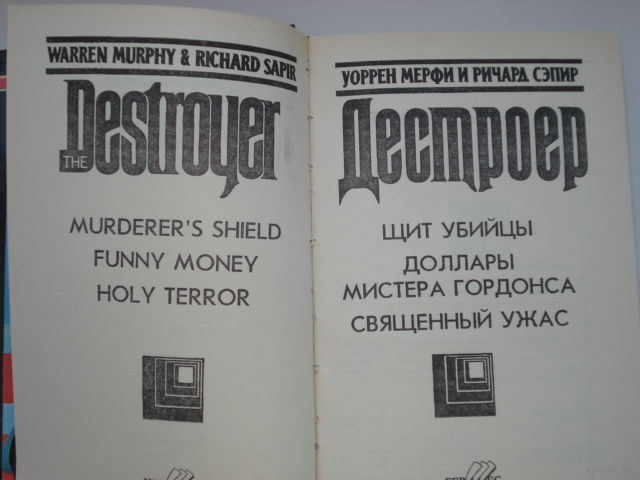 WARREN MURPHY & RICHARD SAPIR
THE Destroyer
MURDERER'S SHIELD
FUNNY MONEY
HOLY TERROR
УОРРЕН МЕРФИ И РИЧАРД СЭПИР
Дестроер
ЩИТ УБИЙЦЫ
ДОЛЛАРЫ
МИСТЕРА ГОРДОНСА
СВЯЩЕННЫЙ УЖАС